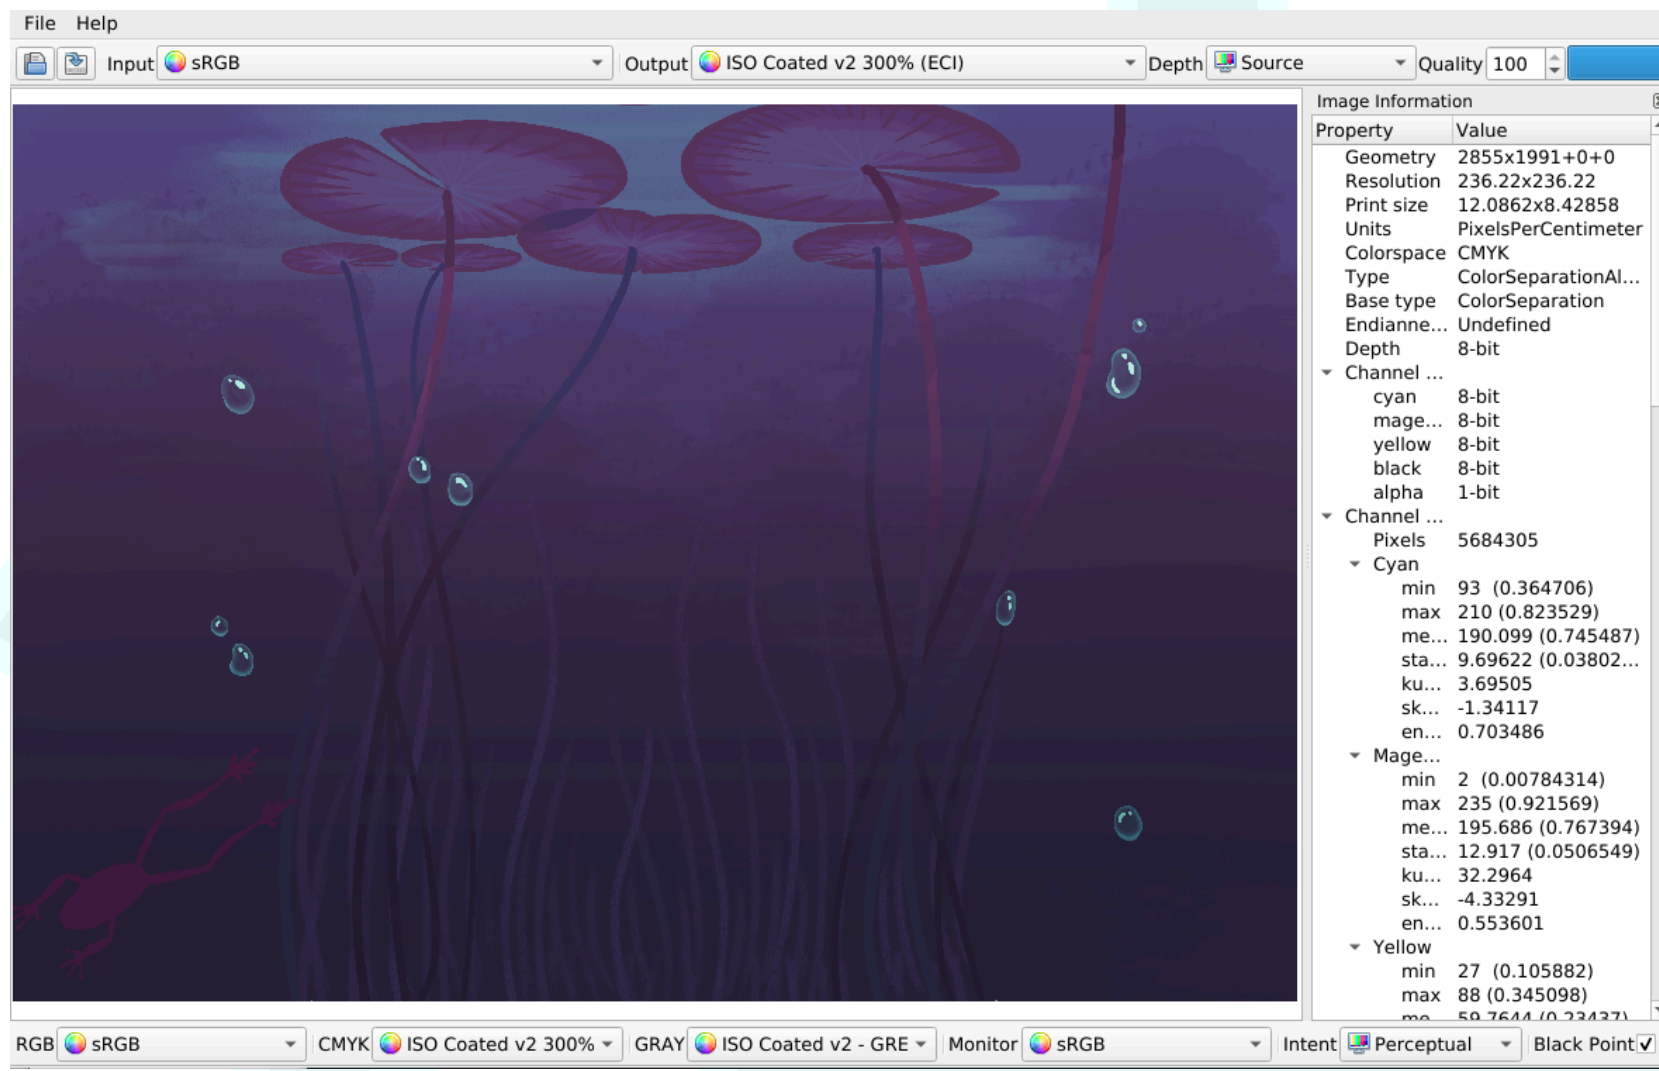 File Help
Input sRGB Output ISO Coated v2 300% (ECI) Depth Source Quality 100
Image Information
Property Value
Geometry 2855x1991+0+0
Resolution 236.22x236.22
Print size 12.0862x8.42858
Units PixelsPerCentimeter
Colorspace CMYK
Type ColorSeparationAl...
Base type ColorSeparation
Endianne... Undefined
Depth 8-bit
Channel ...
cyan 8-bit
mage... 8-bit
yellow 8-bit
black 8-bit
alpha 1-bit
Channel ...
Pixels 5684305
Cyan
min 93 (0.364706)
max 210 (0.823529)
me... 190.099 (0.745487)
sta... 9.69622 (0.03802...
ku... 3.69505
sk... -1.34117
en... 0.703486
Mage...
min 2 (0.00784314)
max 235 (0.921569)
me... 195.686 (0.767394)
sta... 12.917 (0.0506549)
ku... 32.2964
sk... -4.33291
en... 0.553601
Yellow
min 27 (0.105882)
max 88 (0.345098)
me... 59.7644 (0.23437)
RGB sRGB CMYK ISO Coated v2 300% GRAY ISO Coated v2 - GRE Monitor sRGB Intent Perceptual Black Point